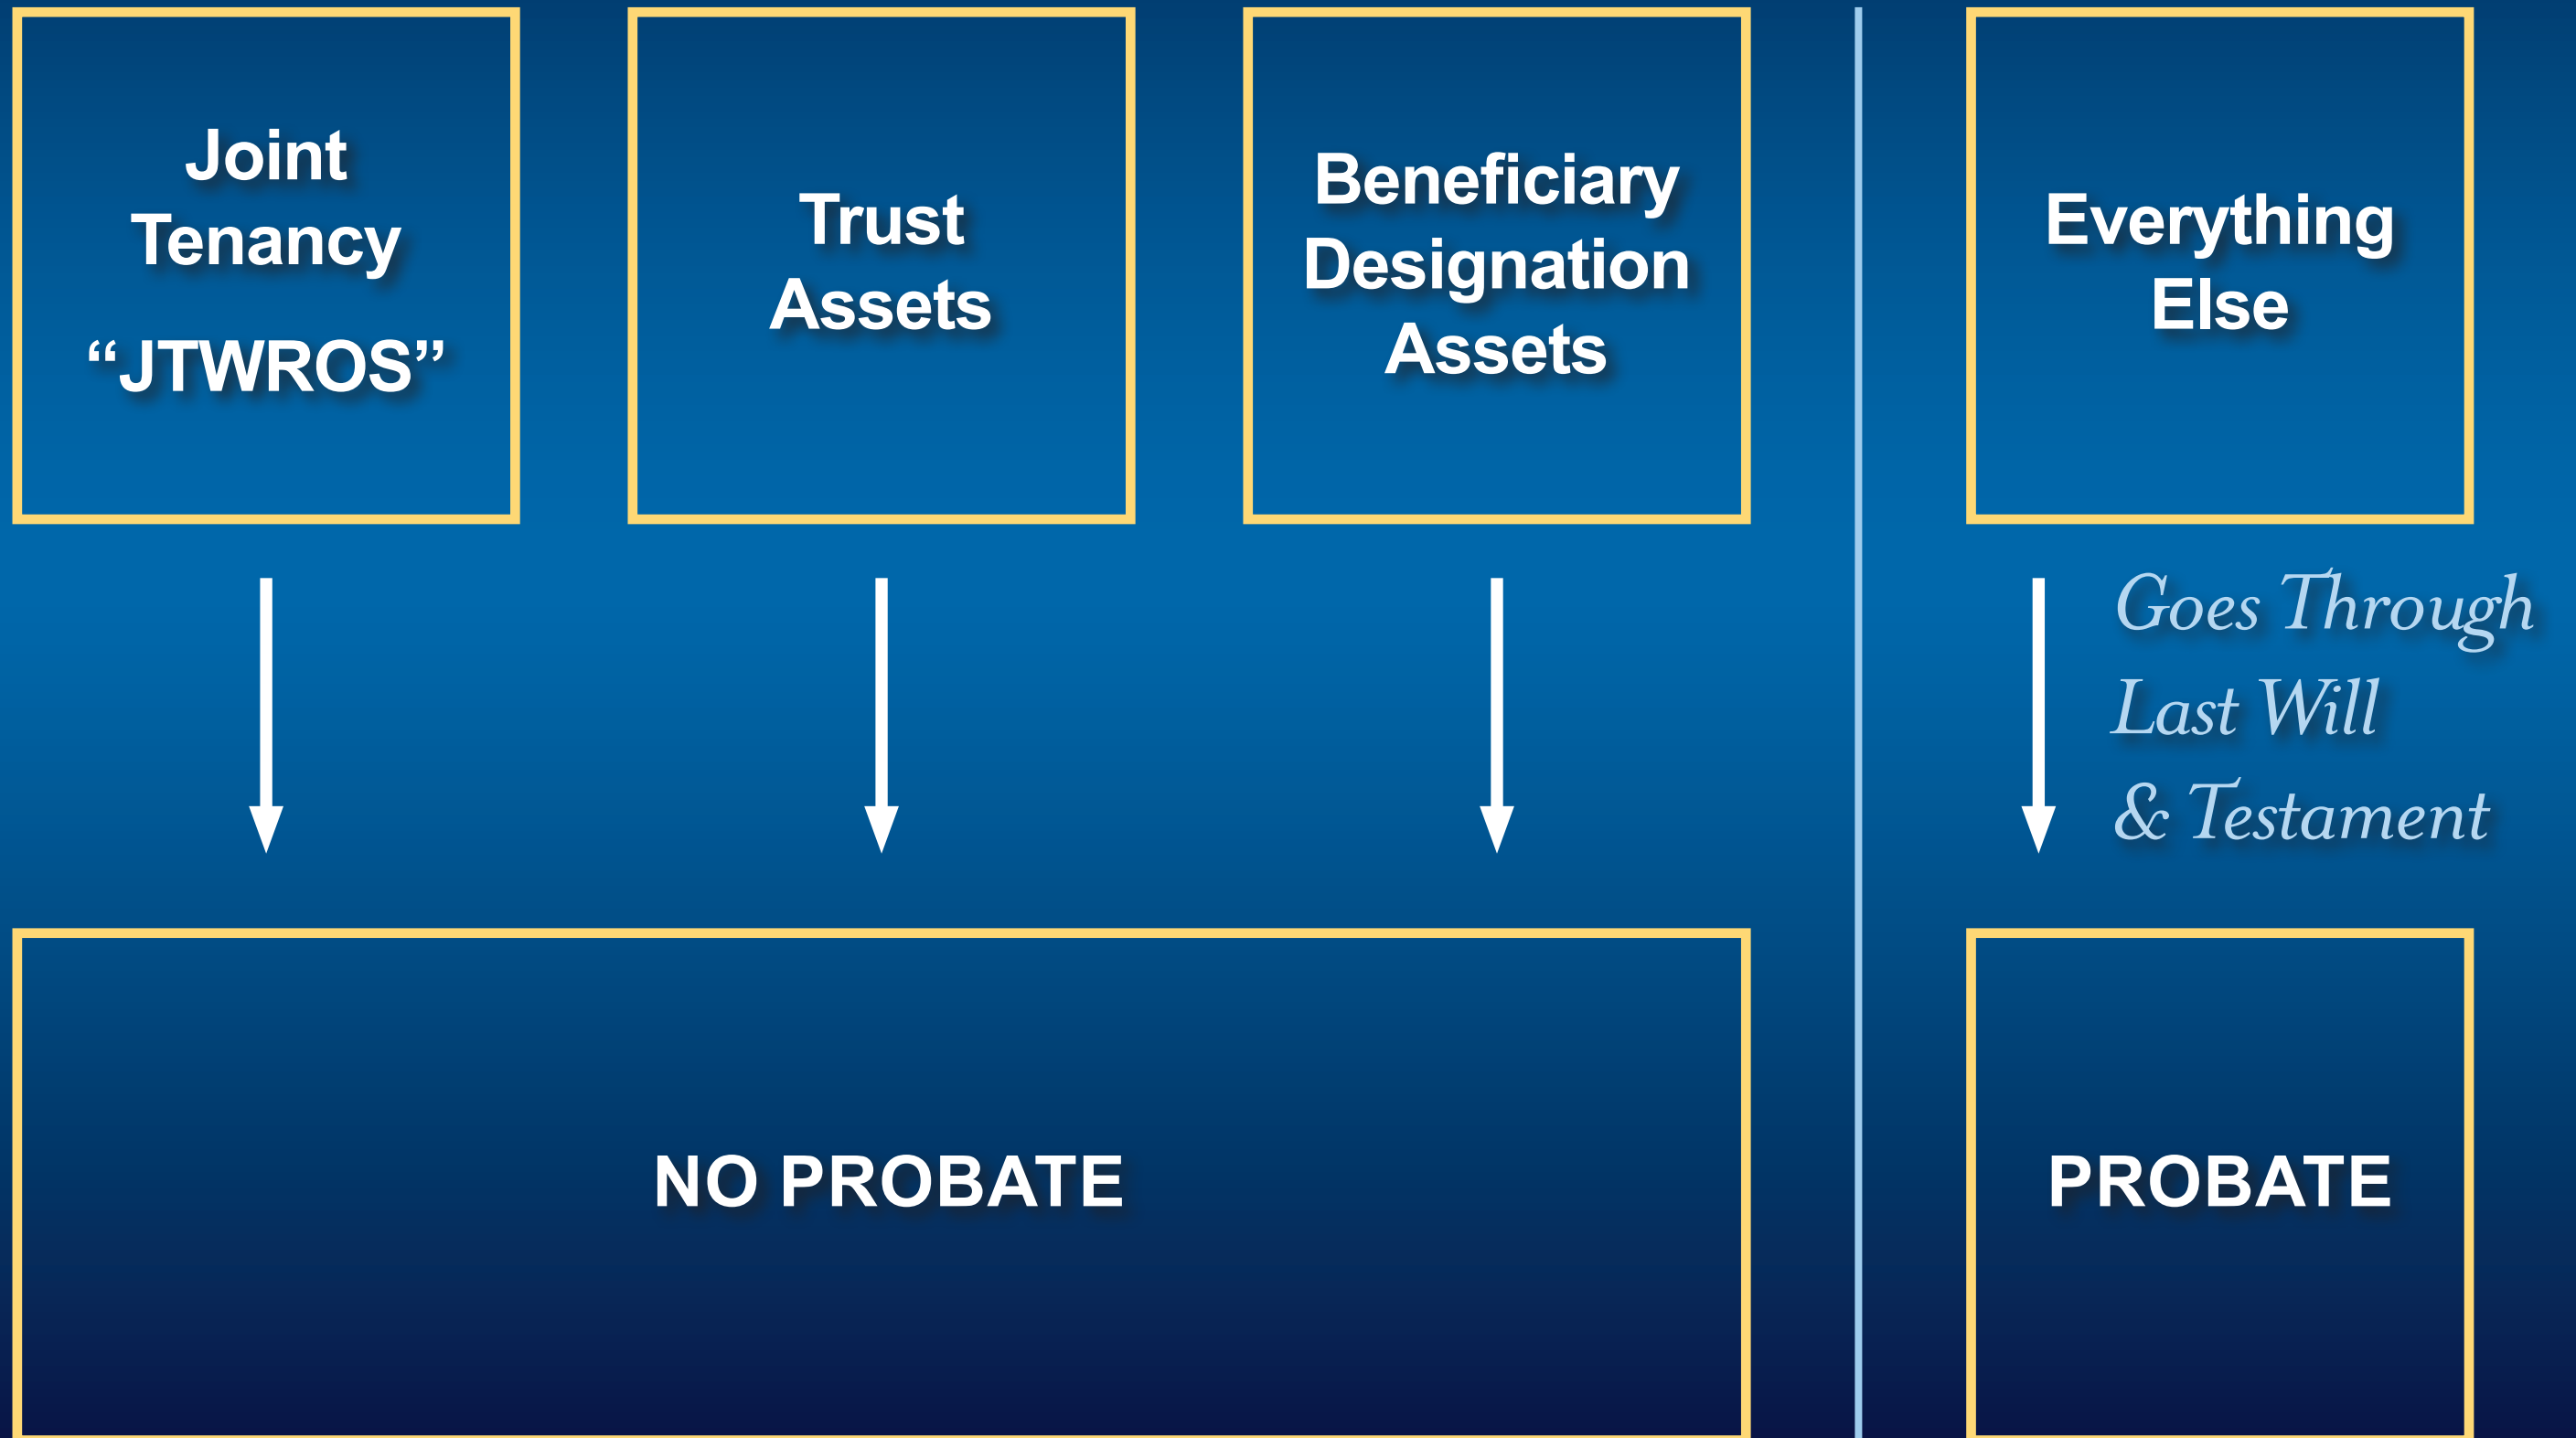 Joint
Tenancy
“JTWROS”
Trust
Assets
Beneficiary
Designation
Assets
Everything
Else
Goes Through
Last Will
& Testament
NO PROBATE
PROBATE